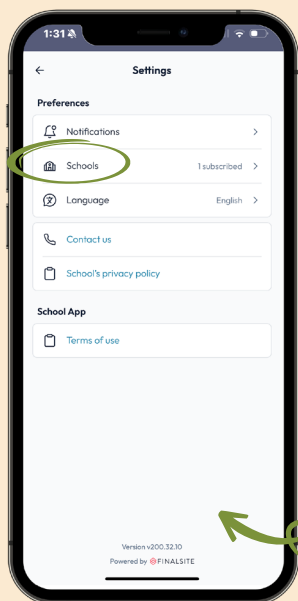 1:31
Settings
Preferences
Notifications
Schools 1 subscribed
Language English
Contact us
School's privacy policy
School App
Terms of use
Version v200.32.10
Powered by FINALSITE